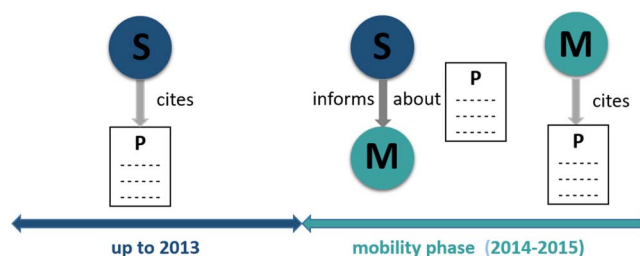 S
cites
P
S
informs about
M
P
M
cites
P
up to 2013
mobility phase (2014-2015)